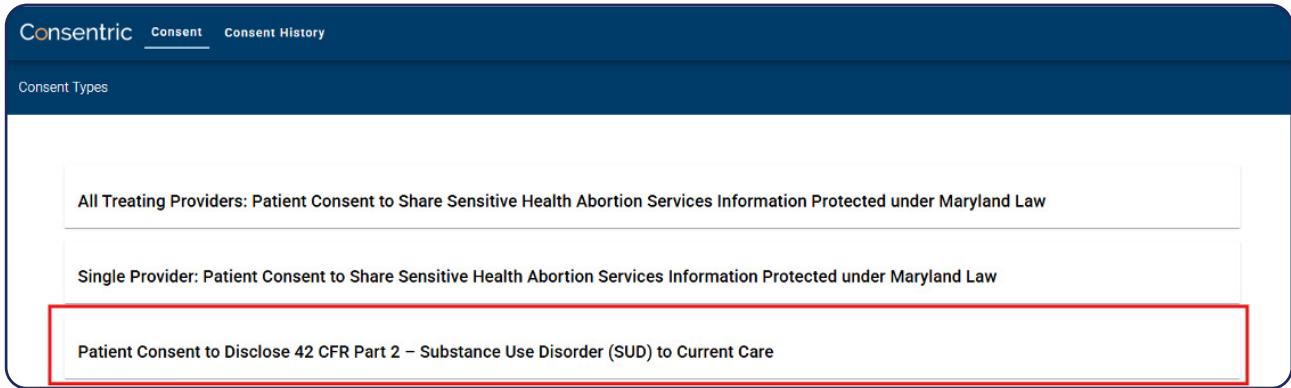 Consentric Consent Consent History
Consent Types
All Treating Providers: Patient Consent to Share Sensitive Health Abortion Services Information Protected under Maryland Law
Single Provider: Patient Consent to Share Sensitive Health Abortion Services Information Protected under Maryland Law
Patient Consent to Disclose 42 CFR Part 2 – Substance Use Disorder (SUD) to Current Care